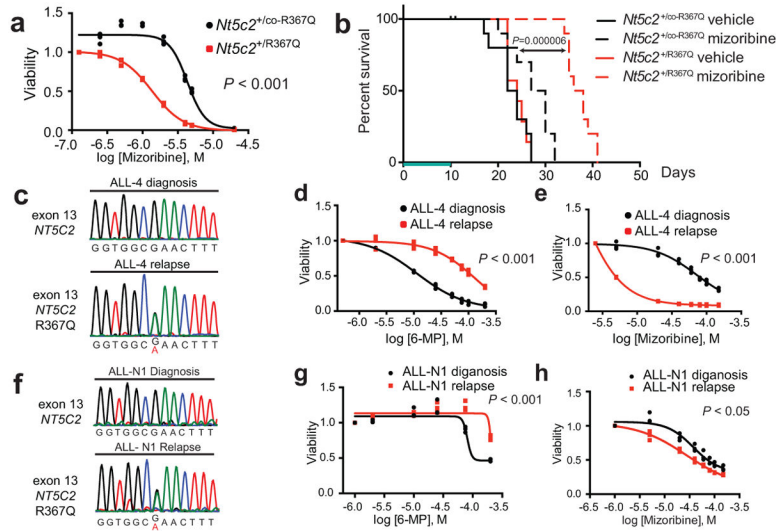 a
Nt5c2+/co-R367Q
Nt5c2+/R367Q
P < 0.001
Viability
1.5
1.0
0.5
0.0
-7.0 -6.5 -6.0 -5.5 -5.0 -4.5
log [Mizoribine], M
b
P=0.000006
Nt5c2+/co-R367Q vehicle
Nt5c2+/co-R367Q mizoribine
Nt5c2+/R367Q vehicle
Nt5c2+/R367Q mizoribine
Percent survival
100
50
0
0 10 20 30 40 50 Days
c
ALL-4 diagnosis
exon 13
NT5C2
G G T G G C G A A C T T T
ALL-4 relapse
exon 13
NT5C2
R367Q
G G T G G C G A A C T T T
A
d
ALL-4 diagnosis
ALL-4 relapse
P < 0.001
Viability
1.5
1.0
0.5
0.0
-6.0 -5.5 -5.0 -4.5 -4.0 -3.5
log [6-MP], M
e
ALL-4 diagnosis
ALL-4 relapse
P < 0.001
Viability
1.5
1.0
0.5
0.0
-5.5 -5.0 -4.5 -4.0 -3.5
log [Mizoribine], M
f
ALL-N1 Diagnosis
exon 13
NT5C2
G G T G G C G A A C T T T
ALL- N1 Relapse
exon 13
NT5C2
R367Q
G G T G G C G A A C T T T
A
g
ALL-N1 diganosis
ALL-N1 relapse
P < 0.001
Viability
1.5
1.0
0.5
0.0
-6.0 -5.5 -5.0 -4.5 -4.0 -3.5
log [6-MP], M
h
ALL-N1 diganosis
ALL-N1 relapse
P < 0.05
Viability
1.5
1.0
0.5
0.0
-6.0 -5.5 -5.0 -4.5 -4.0 -3.5
log [Mizoribine], M